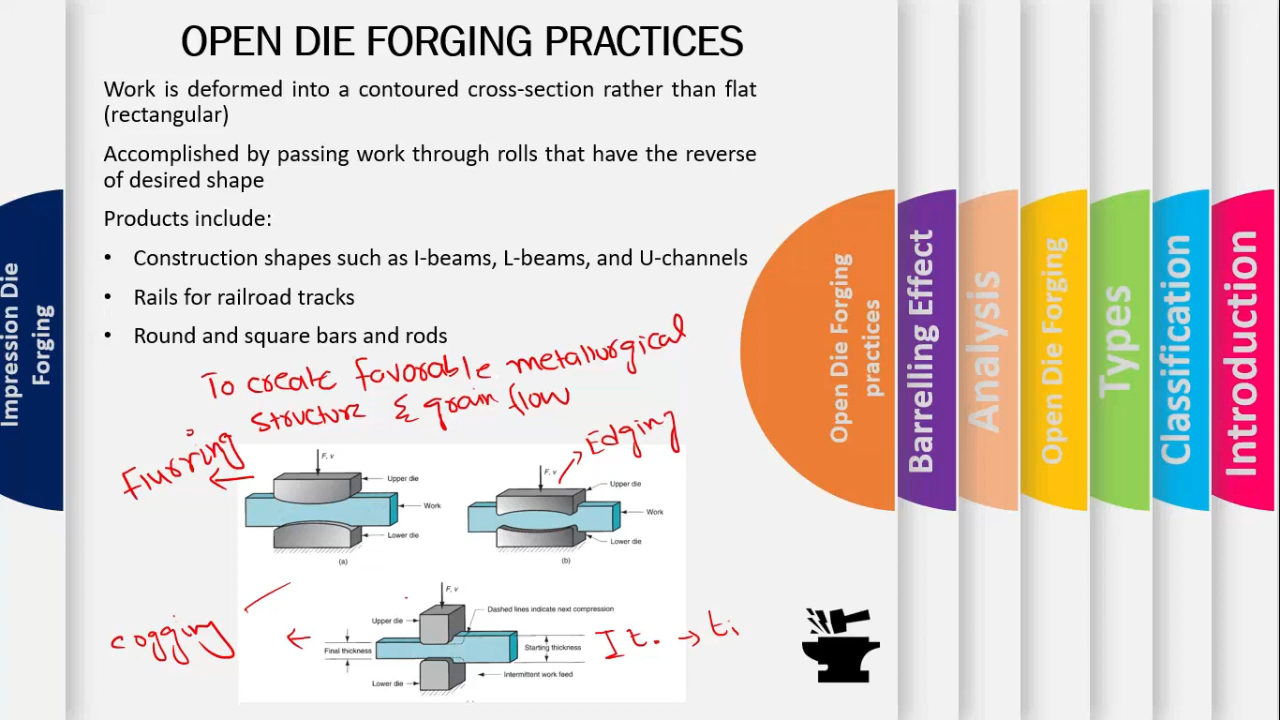 OPEN DIE FORGING PRACTICES
Work is deformed into a contoured cross-section rather than flat
(rectangular)
Accomplished by passing work through rolls that have the reverse
of desired shape
Products include:
• Construction shapes such as I-beams, L-beams, and U-channels
• Rails for railroad tracks
• Round and square bars and rods
To create favorable metallurgical
structure & grain flow
Flurring
Edging
F, v
Upper die
Work
Lower die
(a)
F, v
Upper die
Work
Lower die
(b)
cogging
F, v
Upper die
Dashed lines indicate next compression
Final thickness
Starting thickness
Lower die
Intermittent work feed
Impression Die
Forging
Open Die Forging
practices
Barrelling Effect
Analysis
Open Die Forging
Types
Classification
Introduction